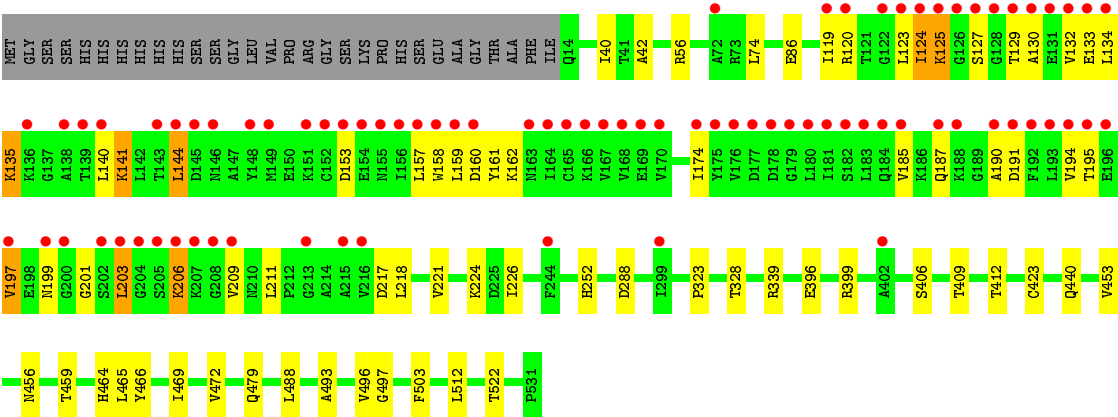 MET GLY SER SER HIS HIS HIS HIS HIS HIS SER SER GLY LEU VAL PRO ARG GLY SER LYS PRO HIS SER GLU ALA GLY THR ALA PHE ILE Q14 I40 T41 A42 R56 A72 R73 L74 E86 I119 R120 T121 G122 L123 I124 K125 G126 S127 G128 T129 A130 E131 V132 E133 L134
K135 K136 G137 A138 T139 L140 K141 L142 T143 L144 D145 N146 A147 Y148 M149 E150 K151 C152 D153 E154 N155 I156 L157 W158 L159 D160 Y161 K162 N163 I164 C165 K166 V167 V168 E169 V170 I174 Y175 V176 D177 D178 G179 L180 I181 S182 L183 Q184 V185 K186 Q187 K188 G189 A190 D191 F192 L193 V194 T195 E196
V197 E198 N199 G200 G201 S202 L203 G204 S205 K206 K207 G208 V209 N210 L211 P212 G213 A214 A215 V216 D217 L218 V221 K224 D225 I226 F244 H252 D288 I299 P323 T328 R339 E396 R399 A402 S406 T409 T412 C423 Q440 V453
N456 T459 H464 L465 Y466 I469 V472 Q479 L488 A493 V496 G497 F503 L512 T522 P531